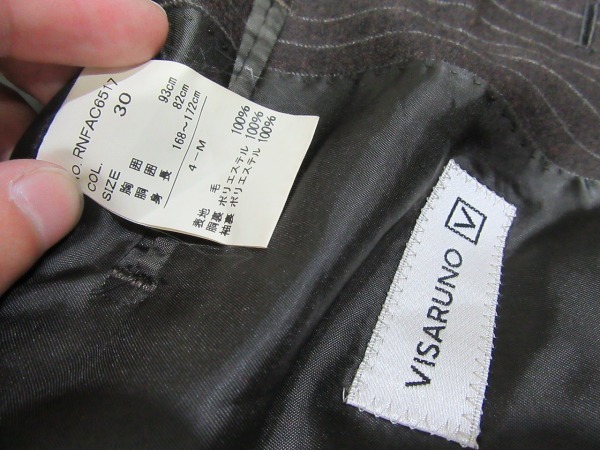 NO. RNFAC6517
COL. 30
SIZE
胸囲 93cm
胴囲 82cm
身長 168～172cm
4-M
表地 毛 100%
胴裏 ポリエステル 100%
袖裏 ポリエステル 100%
VISARUNO V